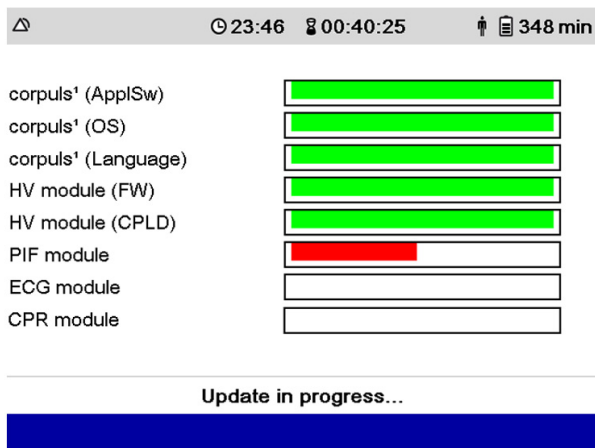 23:46 00:40:25 348 min
corpuls¹ (ApplSw)
corpuls¹ (OS)
corpuls¹ (Language)
HV module (FW)
HV module (CPLD)
PIF module
ECG module
CPR module
Update in progress...